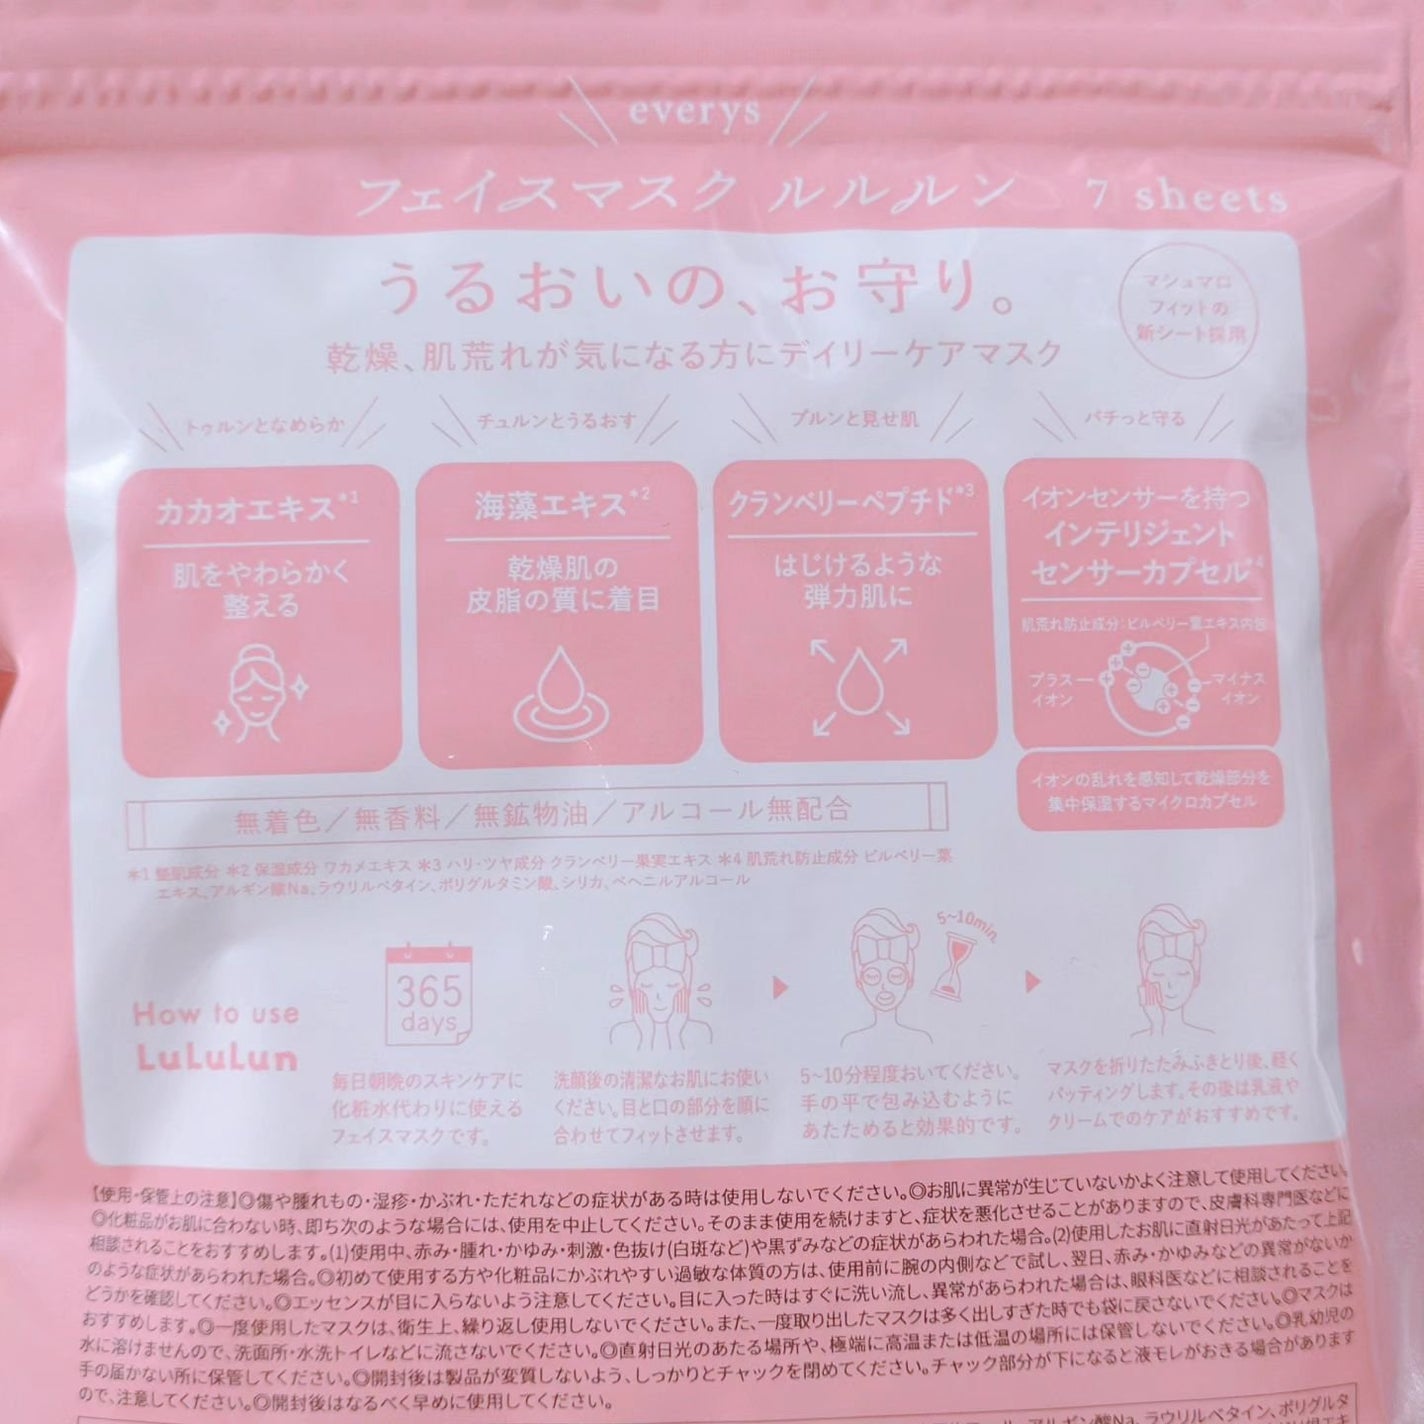 everys
フェイスマスク ルルルン 7 sheets
うるおいの、お守り。
マシュマロ
フィットの
新シート採用
乾燥、肌荒れが気になる方にデイリーケアマスク
トゥルンとなめらか
カカオエキス*1
肌をやわらかく
整える
チュルンとうるおす
海藻エキス*2
乾燥肌の
皮脂の質に着目
プルンと見せ肌
クランベリーペプチド*3
はじけるような
弾力肌に
バチっと守る
イオンセンサーを持つ
インテリジェント
センサーカプセル*4
肌荒れ防止成分:ビルベリー葉エキス内包
プラス
イオン
マイナス
イオン
イオンの乱れを感知して乾燥部分を
集中保湿するマイクロカプセル
無着色/無香料/無鉱物油/アルコール無配合
*1 整肌成分 *2 保湿成分 ワカメエキス *3 ハリ・ツヤ成分 クランベリー果実エキス *4 肌荒れ防止成分 ビルベリー葉
エキス、アルギン酸Na、ラウリルベタイン、ポリグルタミン酸、シリカ、ベヘニルアルコール
How to use
LuLuLun
365
days
毎日朝晩のスキンケアに
化粧水代わりに使える
フェイスマスクです。
洗顔後の清潔なお肌にお使い
ください。目と口の部分を順に
合わせてフィットさせます。
5~10min.
5~10分程度おいてください。
手の平で包み込むように
あたためると効果的です。
マスクを折りたたみふきとり後、軽く
パッティングします。その後は乳液や
クリームでのケアがおすすめです。
【使用・保管上の注意】◎傷や腫れもの・湿疹・かぶれ・ただれなどの症状がある時は使用しないでください。◎お肌に異常が生じていないかよく注意して使用してください。
◎化粧品がお肌に合わない時、即ち次のような場合には、使用を中止してください。そのまま使用を続けますと、症状を悪化させることがありますので、皮膚科専門医などに
相談されることをおすすめします。(1)使用中、赤み・腫れ・かゆみ・刺激・色抜け(白斑など)や黒ずみなどの症状があらわれた場合。(2)使用したお肌に直射日光があたって上記
のような症状があらわれた場合。◎初めて使用する方や化粧品にかぶれやすい過敏な体質の方は、使用前に腕の内側などで試し、翌日、赤み・かゆみなどの異常がないか
どうかを確認してください。◎エッセンスが目に入らないよう注意してください。目に入った時はすぐに洗い流し、異常があらわれた場合は、眼科医などに相談されることを
おすすめします。◎一度使用したマスクは、衛生上、繰り返し使用しないでください。また、一度取り出したマスクは多く出しすぎた時でも袋に戻さないでください。◎マスクは
水に溶けませんので、洗面所・水洗トイレなどに流さないでください。◎直射日光のあたる場所や、極端に高温または低温の場所には保管しないでください。◎乳幼児の
手の届かない所に保管してください。◎開封後は製品が変質しないよう、しっかりとチャックを閉めてください。チャック部分が下になると液モレがおきる場合があります
ので、注意してください。◎開封後はなるべく早めに使用してください。
アルギン酸Na、ラウリルベタイン、ポリグルタ